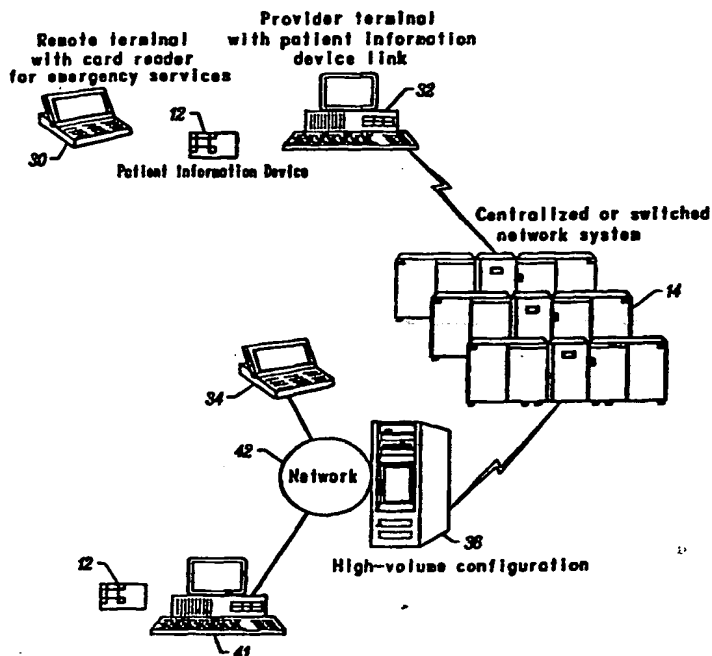 Provider terminal
with patient information
device link
Remote terminal
with card reader
for emergency services
32
12
30
Patient Information Device
Centralized or switched
network system
14
34
42
Network
36
High-volume configuration
12
41